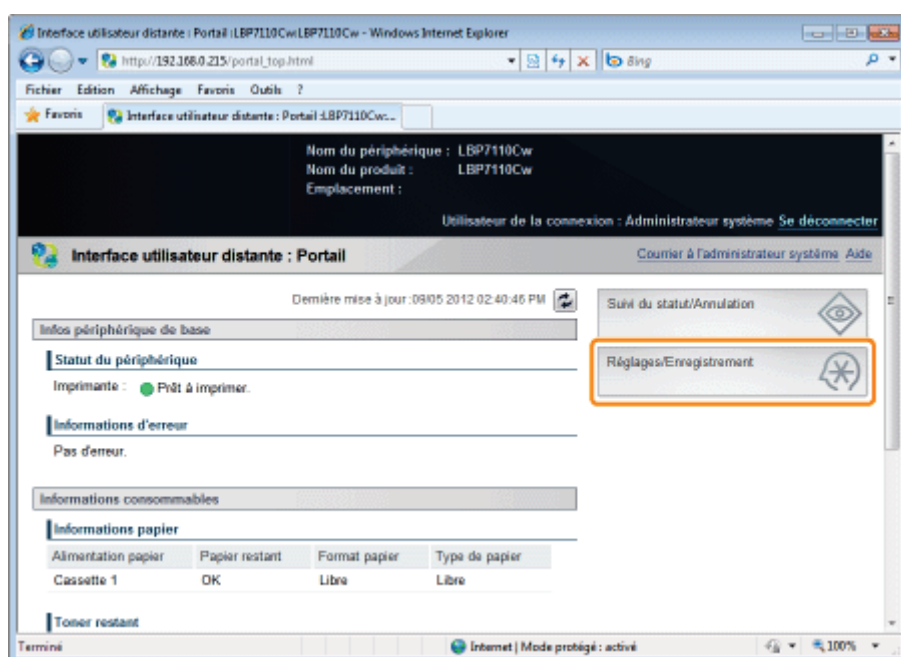 Interface utilisateur distante : Portail :LBP7110Cw:LBP7110Cw - Windows Internet Explorer
http://192.168.0.215/portal_top.html
Bing
Fichier Edition Affichage Favoris Outils ?
Favoris Interface utilisateur distante : Portail :LBP7110Cw:...
Nom du périphérique : LBP7110Cw
Nom du produit : LBP7110Cw
Emplacement :
Utilisateur de la connexion : Administrateur système Se déconnecter
Interface utilisateur distante : Portail
Courrier à l'administrateur système Aide
Dernière mise à jour :09/05 2012 02:40:46 PM
Suivi du statut/Annulation
Infos périphérique de base
Statut du périphérique
Réglages/Enregistrement
Imprimante : Prêt à imprimer.
Informations d'erreur
Pas d'erreur.
Informations consommables
Informations papier
Alimentation papier Papier restant Format papier Type de papier
Cassette 1 OK Libre Libre
Toner restant
Terminé Internet | Mode protégé : activé 100%